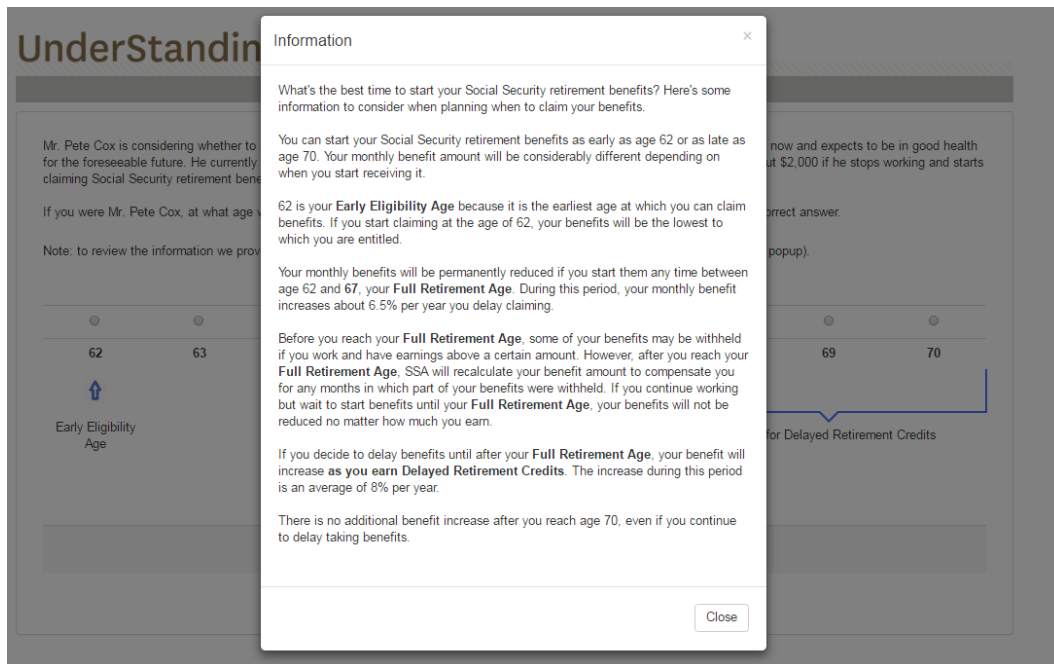 UnderStandin
Information
×
What's the best time to start your Social Security retirement benefits? Here's some
information to consider when planning when to claim your benefits.
You can start your Social Security retirement benefits as early as age 62 or as late as
age 70. Your monthly benefit amount will be considerably different depending on
when you start receiving it.
62 is your Early Eligibility Age because it is the earliest age at which you can claim
benefits. If you start claiming at the age of 62, your benefits will be the lowest to
which you are entitled.
Your monthly benefits will be permanently reduced if you start them any time between
age 62 and 67, your Full Retirement Age. During this period, your monthly benefit
increases about 6.5% per year you delay claiming.
Before you reach your Full Retirement Age, some of your benefits may be withheld
if you work and have earnings above a certain amount. However, after you reach your
Full Retirement Age, SSA will recalculate your benefit amount to compensate you
for any months in which part of your benefits were withheld. If you continue working
but wait to start benefits until your Full Retirement Age, your benefits will not be
reduced no matter how much you earn.
If you decide to delay benefits until after your Full Retirement Age, your benefit will
increase as you earn Delayed Retirement Credits. The increase during this period
is an average of 8% per year.
There is no additional benefit increase after you reach age 70, even if you continue
to delay taking benefits.
Close
Mr. Pete Cox is considering whether to
now and expects to be in good health
for the foreseeable future. He currently
ut $2,000 if he stops working and starts
claiming Social Security retirement bene
If you were Mr. Pete Cox, at what age
orrect answer.
Note: to review the information we prov
popup).
62 63 69 70
Early Eligibility
Age
for Delayed Retirement Credits